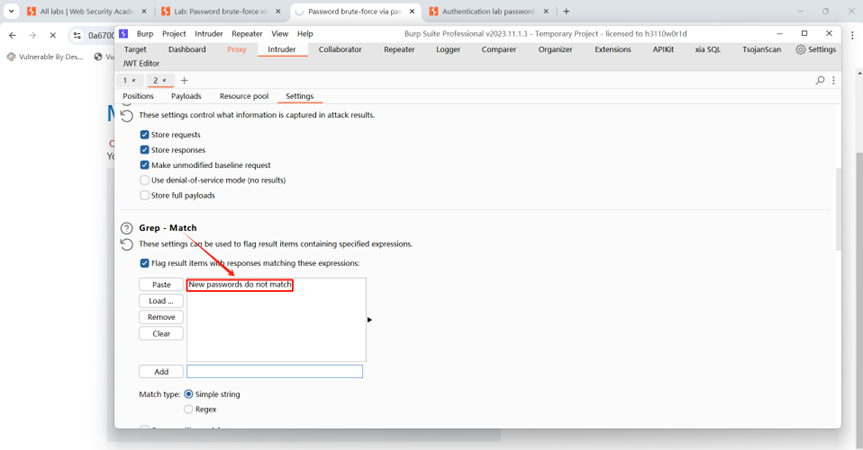 All labs | Web Security Acade
Lab: Password brute-force via
Password brute-force via pas
Authentication lab password
0a6700
Vulnerable By Des...
Burp Project Intruder Repeater View Help
Burp Suite Professional v2023.11.1.3 - Temporary Project - licensed to h3110w0r1d
Target Dashboard Proxy Intruder Collaborator Repeater Logger Comparer Organizer Extensions APIKit xia SQL TsojanScan Settings
JWT Editor
1 × 2 × +
Positions Payloads Resource pool Settings
These settings control what information is captured in attack results.
Store requests
Store responses
Make unmodified baseline request
Use denial-of-service mode (no results)
Store full payloads
Grep - Match
These settings can be used to flag result items containing specified expressions.
Flag result items with responses matching these expressions:
Paste
New passwords do not match
Load ...
Remove
Clear
Add
Match type:
Simple string
Regex